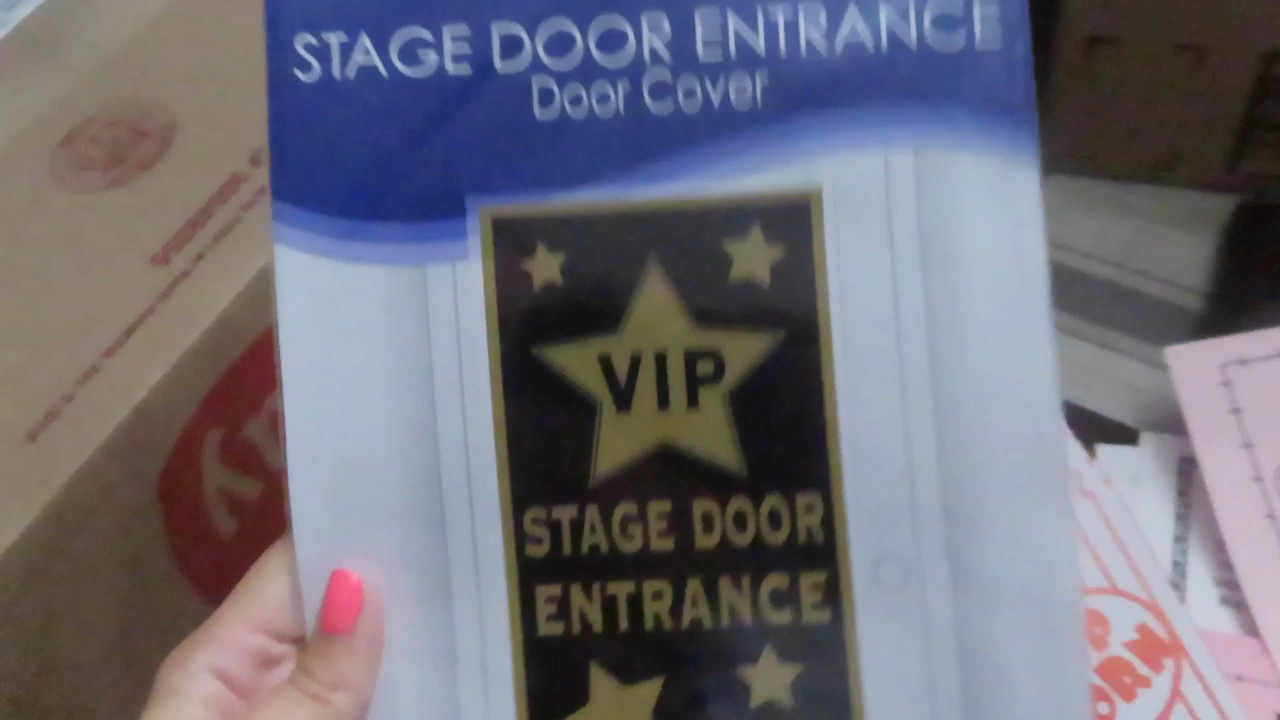 STAGE DOOR ENTRANCE
Door Cover
VIP
STAGE DOOR
ENTRANCE